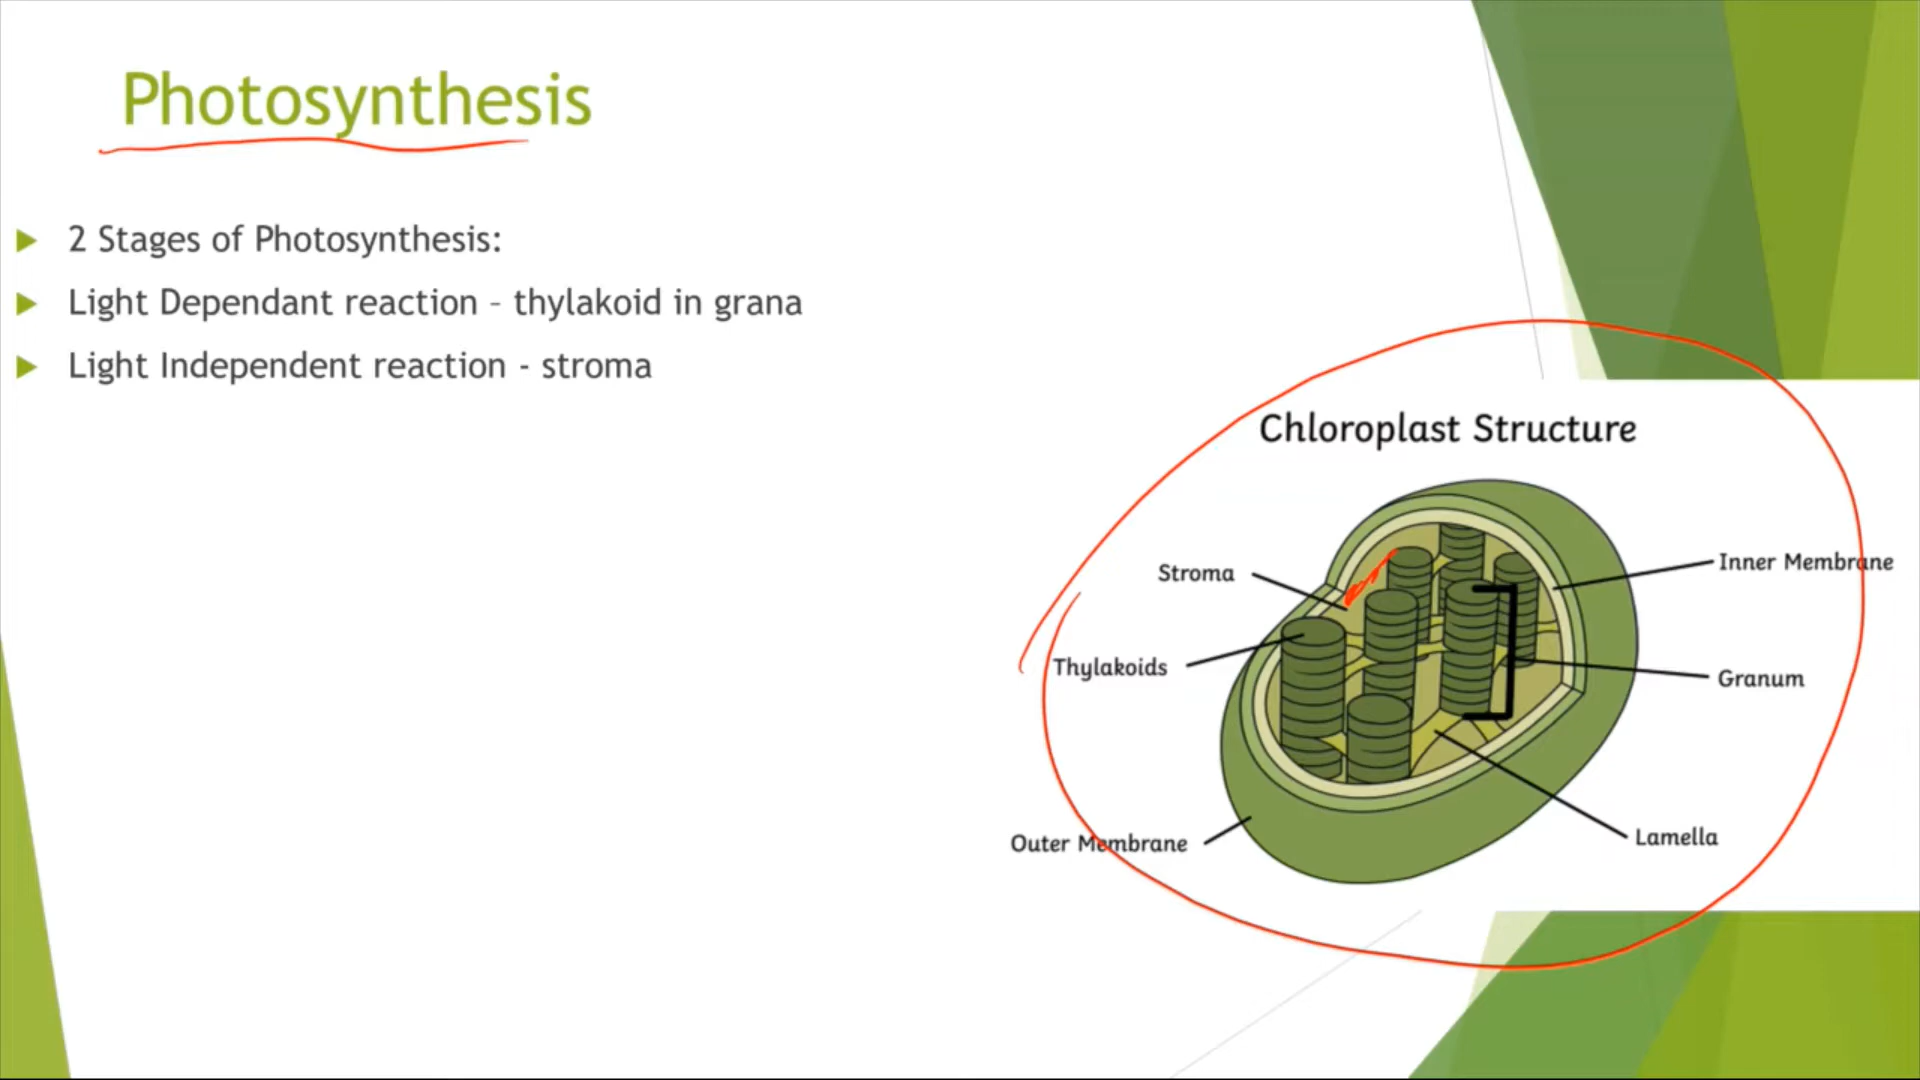 Photosynthesis
2 Stages of Photosynthesis:
Light Dependant reaction – thylakoid in grana
Light Independent reaction - stroma
Chloroplast Structure
Stroma
Inner Membrane
Thylakoids
Granum
Outer Membrane
Lamella